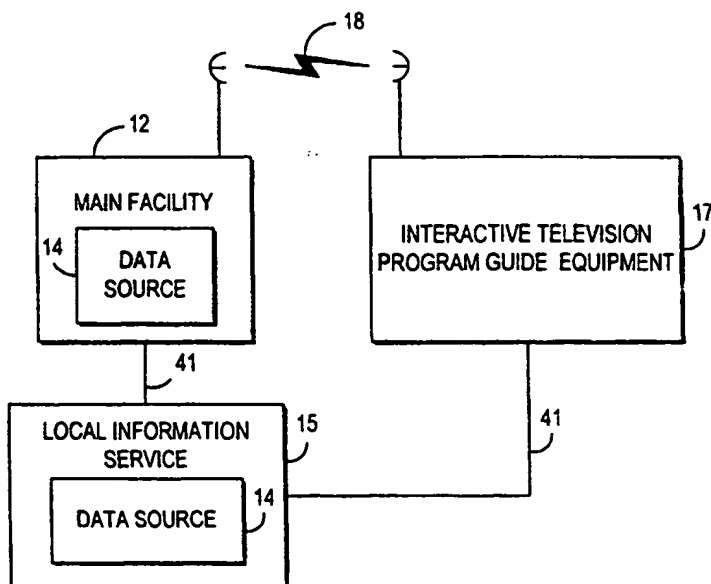 18
12
MAIN FACILITY
14
DATA
SOURCE
17
INTERACTIVE TELEVISION
PROGRAM GUIDE EQUIPMENT
41
41
LOCAL INFORMATION
SERVICE
15
DATA SOURCE
14